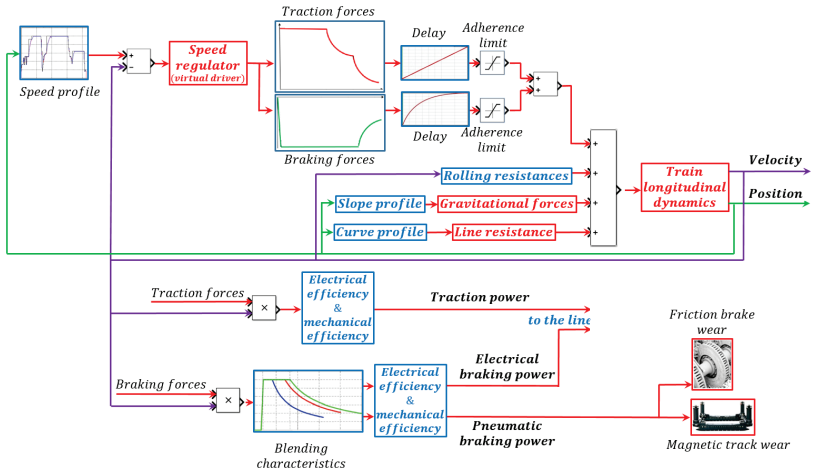 Traction forces
Speed profile
+
−
Speed
regulator
(virtual driver)
Delay
Adherence
limit
+
+
Braking forces
Delay
Adherence
limit
+
+
+
+
Rolling resistances
Slope profile
Gravitational forces
Curve profile
Line resistance
Train
longitudinal
dynamics
Velocity
Position
Traction forces
×
Electrical
efficiency
&
mechanical
efficiency
Traction power
to the line
Braking forces
×
Blending
characteristics
Electrical
efficiency
&
mechanical
efficiency
Electrical
braking power
Pneumatic
braking power
Friction brake
wear
Magnetic track wear